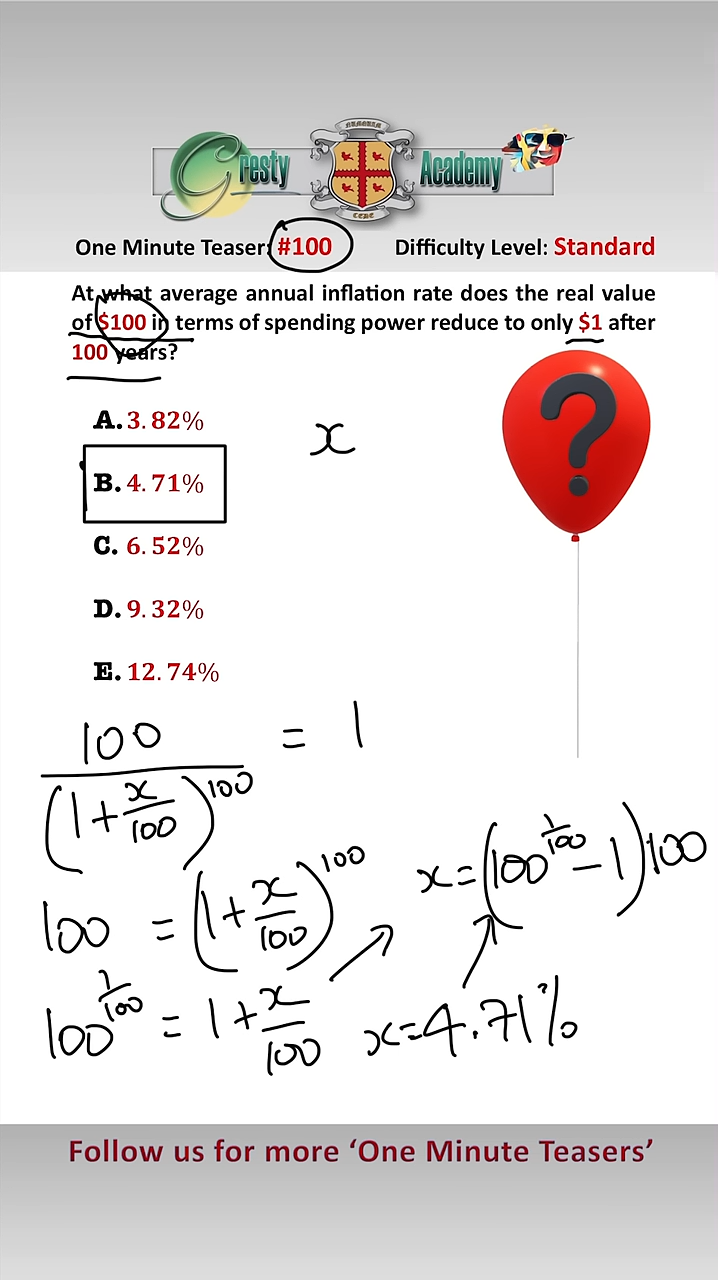 NUMQUAM
Gresty
Academy
CEDE
One Minute Teaser: #100
Difficulty Level: Standard
At what average annual inflation rate does the real value
of $100 in terms of spending power reduce to only $1 after
100 years?
A. 3.82%
x
B. 4.71%
C. 6.52%
D. 9.32%
E. 12.74%
100 / (1 + x/100)^100 = 1
100 = (1 + x/100)^100
x = (100^1/100 − 1)100
100^1/100 = 1 + x/100
x = 4.71%
Follow us for more ‘One Minute Teasers’